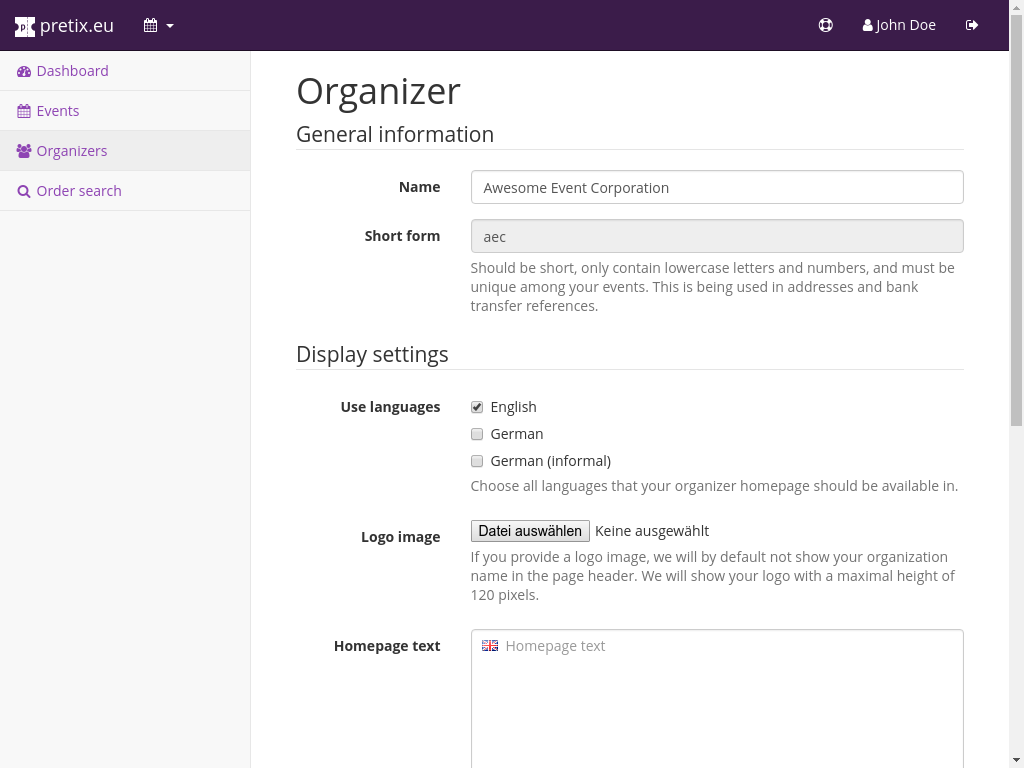 pretix.eu
John Doe
Dashboard
Events
Organizers
Order search
Organizer
General information
Name
Awesome Event Corporation
Short form
aec
Should be short, only contain lowercase letters and numbers, and must be
unique among your events. This is being used in addresses and bank
transfer references.
Display settings
Use languages
English
German
German (informal)
Choose all languages that your organizer homepage should be available in.
Logo image
Datei auswählen Keine ausgewählt
If you provide a logo image, we will by default not show your organization
name in the page header. We will show your logo with a maximal height of
120 pixels.
Homepage text
Homepage text